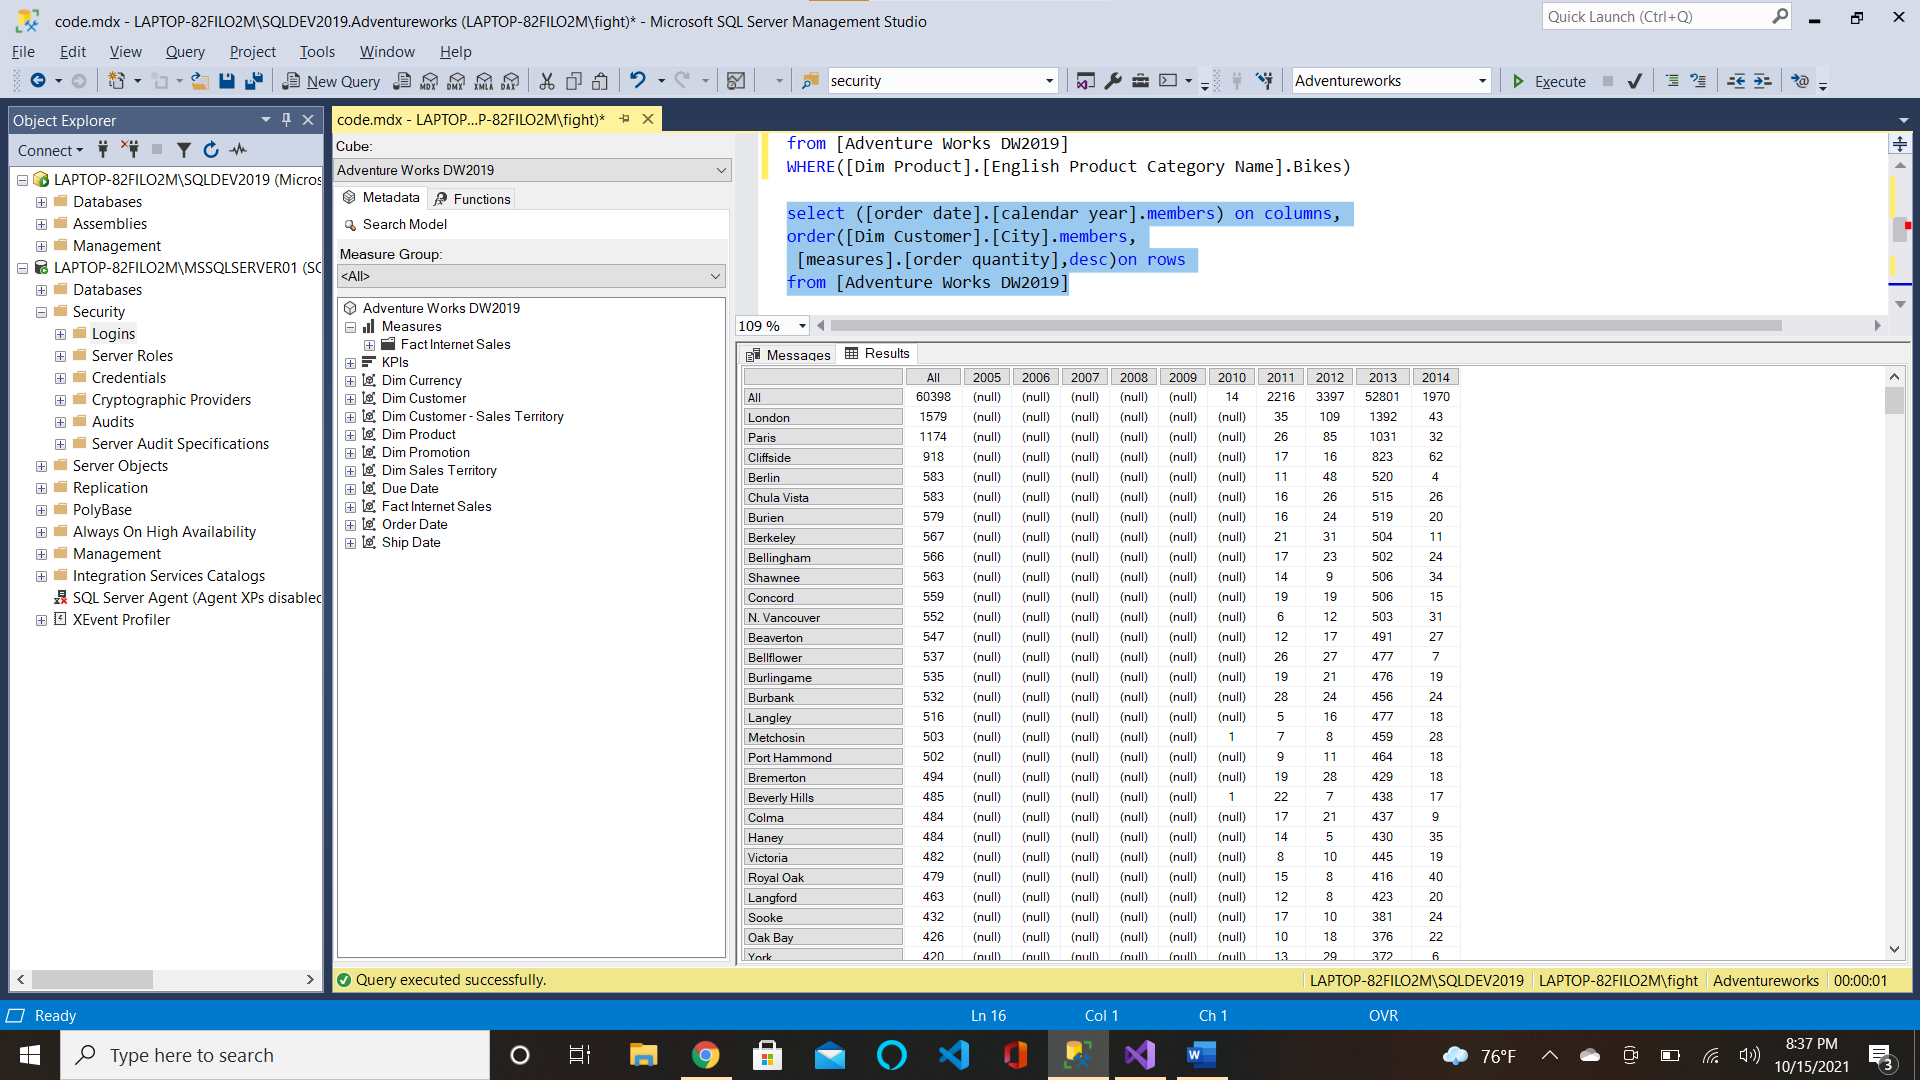 code.mdx - LAPTOP-82FILO2M\SQLDEV2019.Adventureworks (LAPTOP-82FILO2M\fight)* - Microsoft SQL Server Management Studio
Quick Launch (Ctrl+Q)
File Edit View Query Project Tools Window Help
New Query MDX DMX XMLA DAX security Adventureworks Execute
Object Explorer
Connect
LAPTOP-82FILO2M\SQLDEV2019 (Micros
Databases
Assemblies
Management
LAPTOP-82FILO2M\MSSQLSERVER01 (SQ
Databases
Security
Logins
Server Roles
Credentials
Cryptographic Providers
Audits
Server Audit Specifications
Server Objects
Replication
PolyBase
Always On High Availability
Management
Integration Services Catalogs
SQL Server Agent (Agent XPs disabled
XEvent Profiler
code.mdx - LAPTOP...P-82FILO2M\fight)*
Cube:
Adventure Works DW2019
Metadata Functions
Search Model
Measure Group:
<All>
Adventure Works DW2019
Measures
Fact Internet Sales
KPIs
Dim Currency
Dim Customer
Dim Customer - Sales Territory
Dim Product
Dim Promotion
Dim Sales Territory
Due Date
Fact Internet Sales
Order Date
Ship Date
from [Adventure Works DW2019]
WHERE([Dim Product].[English Product Category Name].Bikes)
select ([order date].[calendar year].members) on columns,
order([Dim Customer].[City].members,
[measures].[order quantity],desc)on rows
from [Adventure Works DW2019]
109 %
Messages Results
All 2005 2006 2007 2008 2009 2010 2011 2012 2013 2014
All 60398 (null) (null) (null) (null) (null) 14 2216 3397 52801 1970
London 1579 (null) (null) (null) (null) (null) (null) 35 109 1392 43
Paris 1174 (null) (null) (null) (null) (null) (null) 26 85 1031 32
Cliffside 918 (null) (null) (null) (null) (null) (null) 17 16 823 62
Berlin 583 (null) (null) (null) (null) (null) (null) 11 48 520 4
Chula Vista 583 (null) (null) (null) (null) (null) (null) 16 26 515 26
Burien 579 (null) (null) (null) (null) (null) (null) 16 24 519 20
Berkeley 567 (null) (null) (null) (null) (null) (null) 21 31 504 11
Bellingham 566 (null) (null) (null) (null) (null) (null) 17 23 502 24
Shawnee 563 (null) (null) (null) (null) (null) (null) 14 9 506 34
Concord 559 (null) (null) (null) (null) (null) (null) 19 19 506 15
N. Vancouver 552 (null) (null) (null) (null) (null) (null) 6 12 503 31
Beaverton 547 (null) (null) (null) (null) (null) (null) 12 17 491 27
Bellflower 537 (null) (null) (null) (null) (null) (null) 26 27 477 7
Burlingame 535 (null) (null) (null) (null) (null) (null) 19 21 476 19
Burbank 532 (null) (null) (null) (null) (null) (null) 28 24 456 24
Langley 516 (null) (null) (null) (null) (null) (null) 5 16 477 18
Metchosin 503 (null) (null) (null) (null) (null) 1 7 8 459 28
Port Hammond 502 (null) (null) (null) (null) (null) (null) 9 11 464 18
Bremerton 494 (null) (null) (null) (null) (null) (null) 19 28 429 18
Beverly Hills 485 (null) (null) (null) (null) (null) 1 22 7 438 17
Colma 484 (null) (null) (null) (null) (null) (null) 17 21 437 9
Haney 484 (null) (null) (null) (null) (null) (null) 14 5 430 35
Victoria 482 (null) (null) (null) (null) (null) (null) 8 10 445 19
Royal Oak 479 (null) (null) (null) (null) (null) (null) 15 8 416 40
Langford 463 (null) (null) (null) (null) (null) (null) 12 8 423 20
Sooke 432 (null) (null) (null) (null) (null) (null) 17 10 381 24
Oak Bay 426 (null) (null) (null) (null) (null) (null) 10 18 376 22
York 420 (null) (null) (null) (null) (null) (null) 13 29 372 6
Query executed successfully. LAPTOP-82FILO2M\SQLDEV2019 LAPTOP-82FILO2M\fight Adventureworks 00:00:01
Ready Ln 16 Col 1 Ch 1 OVR
Type here to search 76°F 8:37 PM
10/15/2021 3